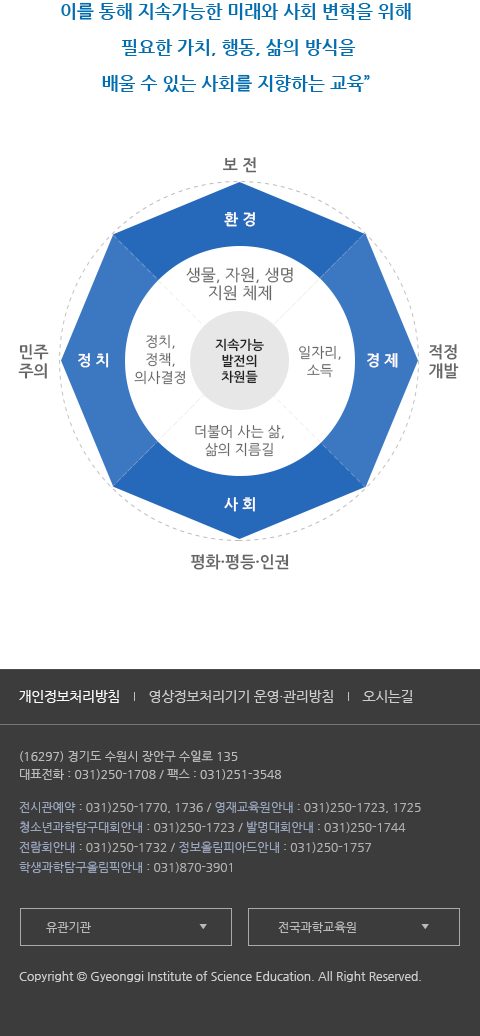 이를 통해 지속가능한 미래와 사회 변혁을 위해
필요한 가치, 행동, 삶의 방식을
배울 수 있는 사회를 지향하는 교육”
보 전
환 경
생물, 자원, 생명
지원 체제
민주
주의
정 치
정치,
정책,
의사결정
지속가능
발전의
차원들
일자리,
소득
경 제
적정
개발
더불어 사는 삶,
삶의 지름길
사 회
평화·평등·인권
개인정보처리방침 | 영상정보처리기기 운영·관리방침 | 오시는길
(16297) 경기도 수원시 장안구 수일로 135
대표전화 : 031)250-1708 / 팩스 : 031)251-3548
전시관예약 : 031)250-1770, 1736 / 영재교육원안내 : 031)250-1723, 1725
청소년과학탐구대회안내 : 031)250-1723 / 발명대회안내 : 031)250-1744
전람회안내 : 031)250-1732 / 정보올림피아드안내 : 031)250-1757
학생과학탐구올림픽안내 : 031)870-3901
유관기관 ▼ 전국과학교육원 ▼
Copyright © Gyeonggi Institute of Science Education. All Right Reserved.